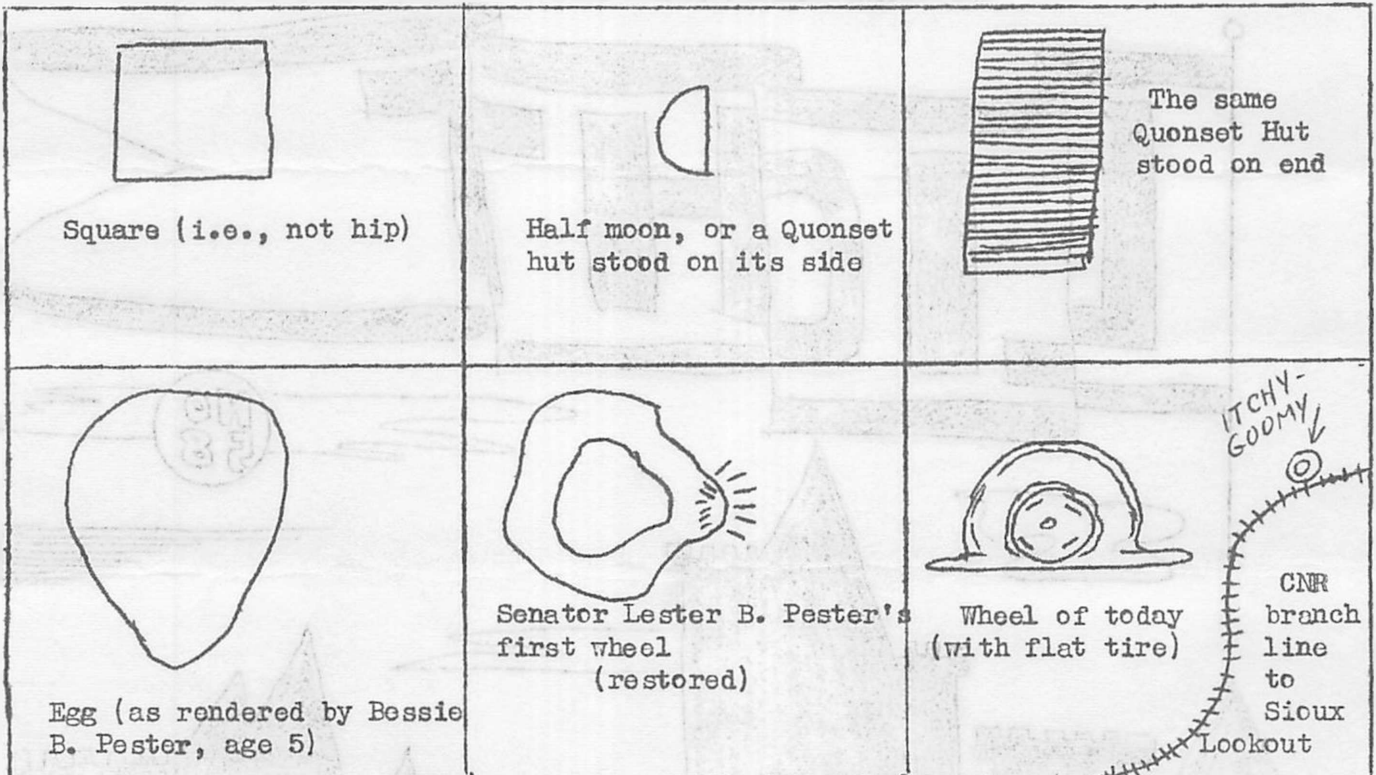 Square (i.e., not hip)
Half moon, or a Quonset
hut stood on its side
The same
Quonset Hut
stood on end
Egg (as rendered by Bessie
B. Pester, age 5)
Senator Lester B. Pester's
first wheel
(restored)
Wheel of today
(with flat tire)
ITCHY-
GOOMY
CNR
branch
line
to
Sioux
Lookout